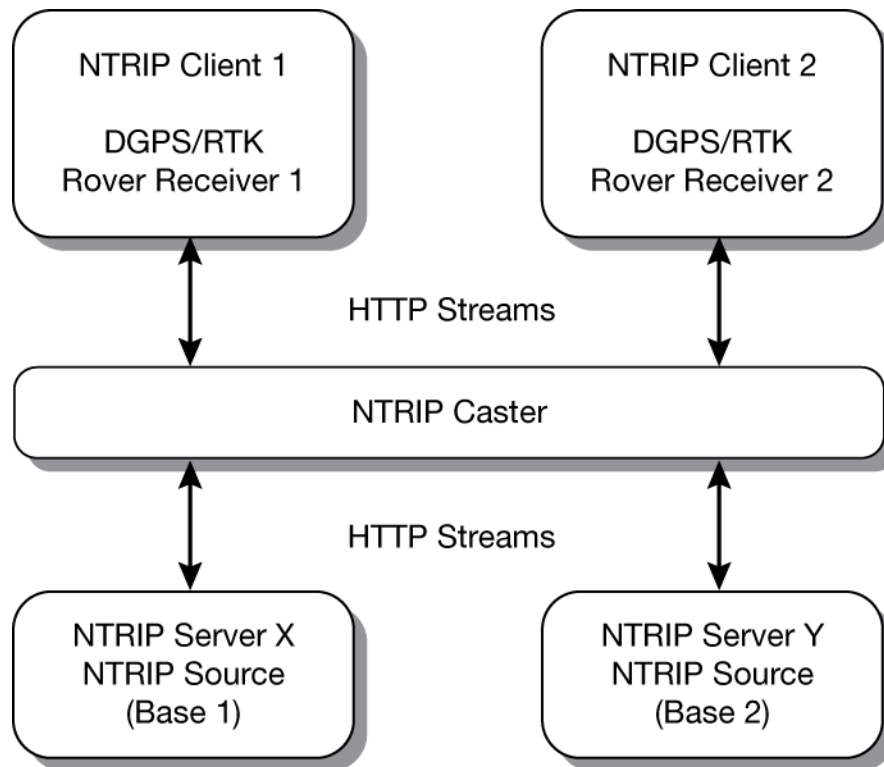 NTRIP Client 1
DGPS/RTK
Rover Receiver 1
NTRIP Client 2
DGPS/RTK
Rover Receiver 2
HTTP Streams
NTRIP Caster
HTTP Streams
NTRIP Server X
NTRIP Source
(Base 1)
NTRIP Server Y
NTRIP Source
(Base 2)